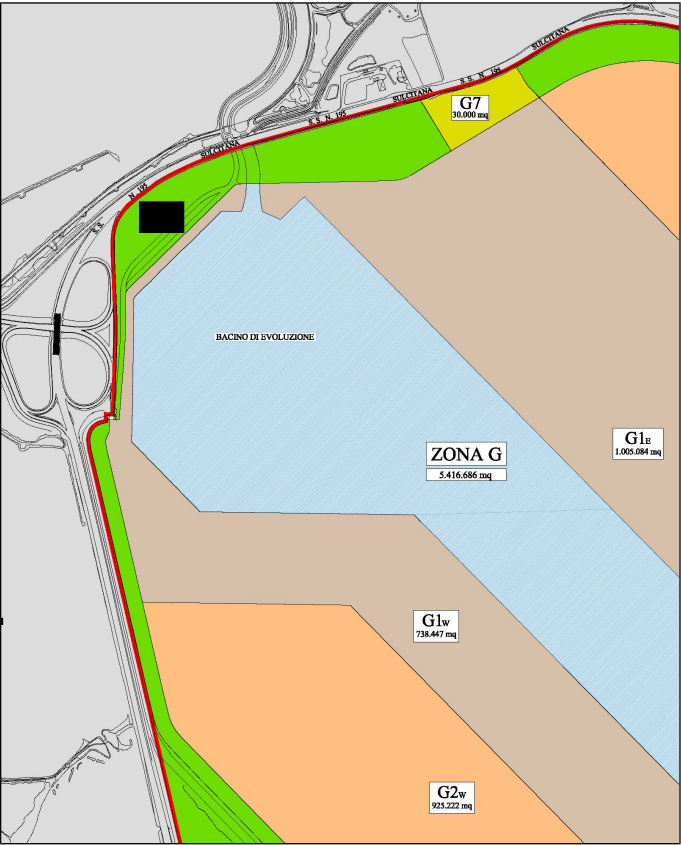 SULCITANA
G7
30.000 mq
S. S. N. 195
SULCITANA
S. S. N. 195
SULCITANA
S. S. N. 195
BACINO DI EVOLUZIONE
ZONA G
5.416.686 mq
G1E
1.005.084 mq
G1W
738.447 mq
G2W
925.222 mq